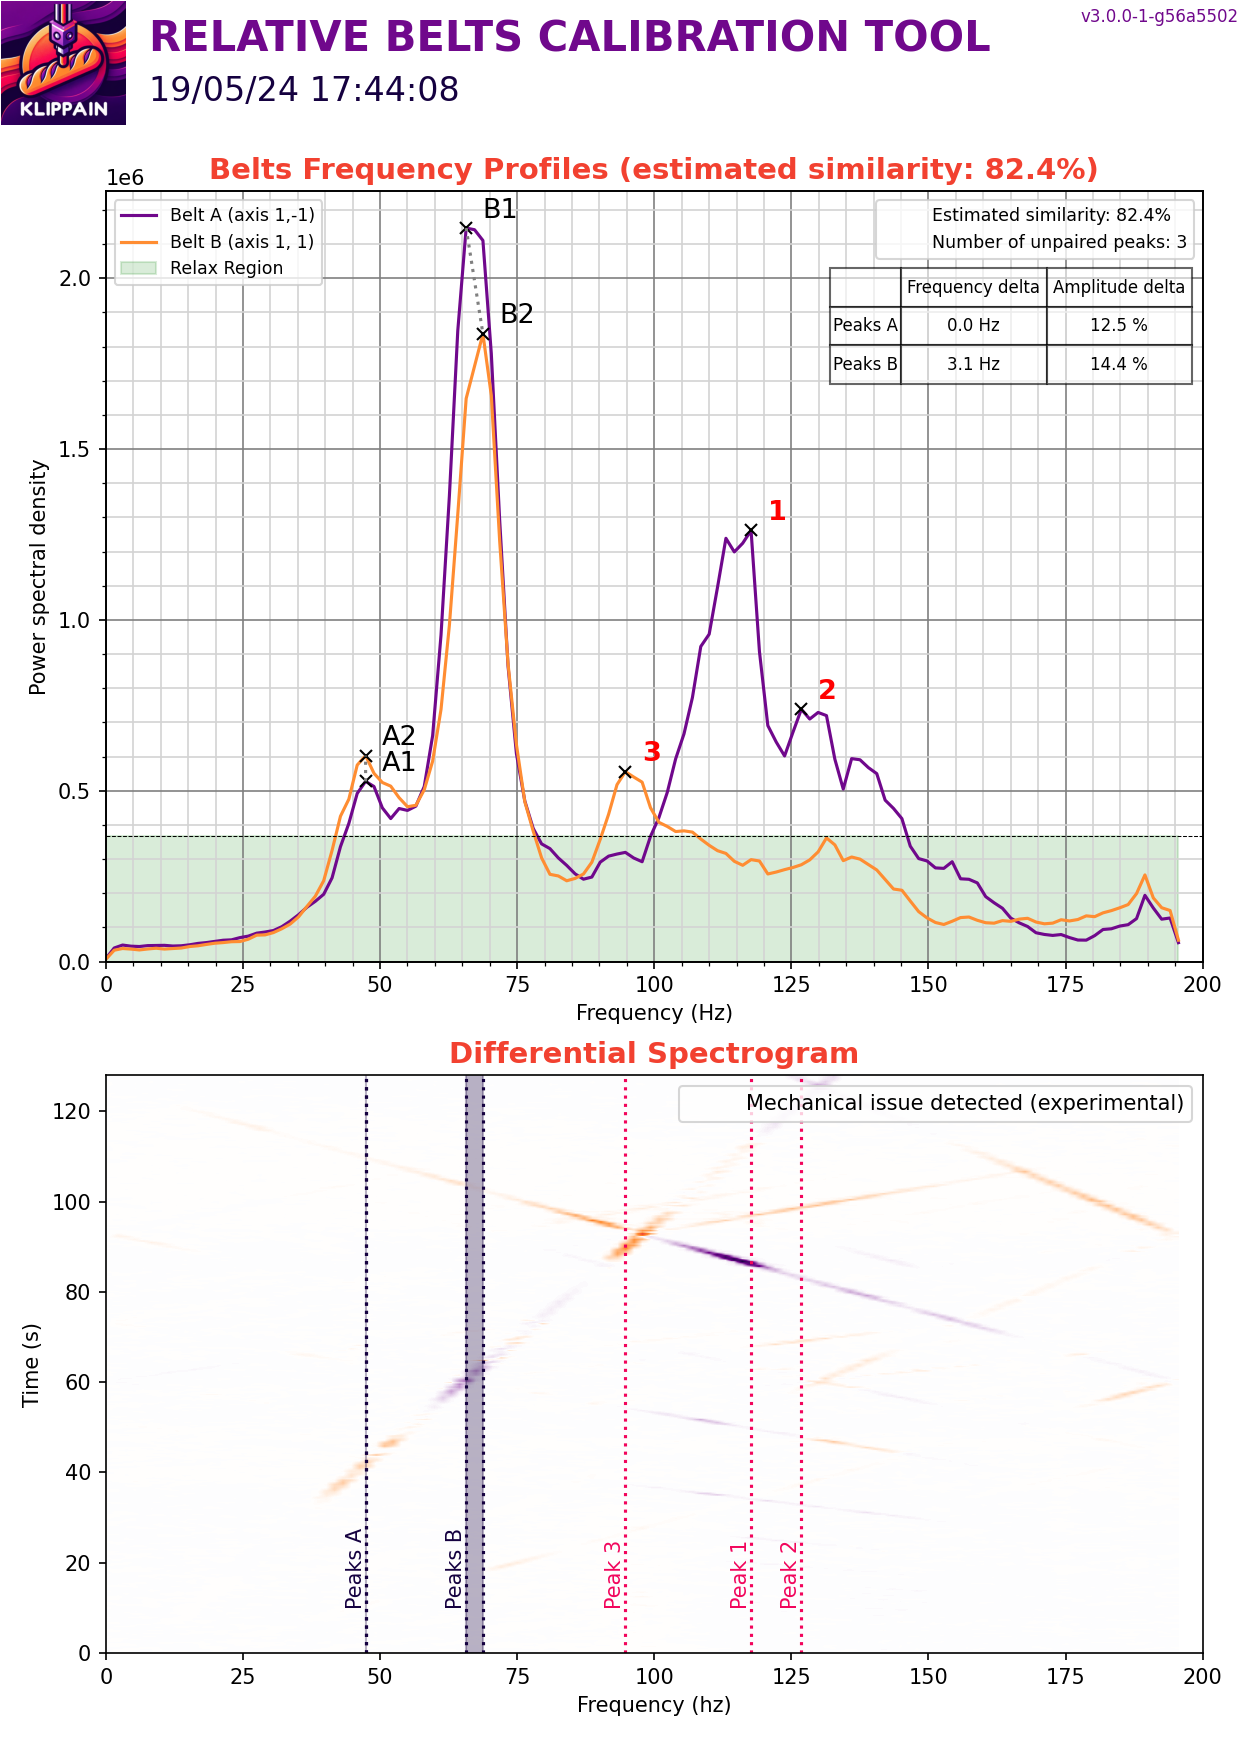 KLIPPAIN
RELATIVE BELTS CALIBRATION TOOL
v3.0.0-1-g56a5502
19/05/24 17:44:08
Belts Frequency Profiles (estimated similarity: 82.4%)
1e6
Belt A (axis 1,-1)
Belt B (axis 1, 1)
Relax Region
Estimated similarity: 82.4%
Number of unpaired peaks: 3
Frequency delta Amplitude delta
Peaks A 0.0 Hz 12.5 %
Peaks B 3.1 Hz 14.4 %
B1
B2
1
2
3
A2
A1
2.0
1.5
1.0
0.5
0.0
Power spectral density
0 25 50 75 100 125 150 175 200
Frequency (Hz)
Differential Spectrogram
Mechanical issue detected (experimental)
120
100
80
60
40
20
0
Time (s)
Peaks A
Peaks B
Peak 3
Peak 1
Peak 2
0 25 50 75 100 125 150 175 200
Frequency (hz)